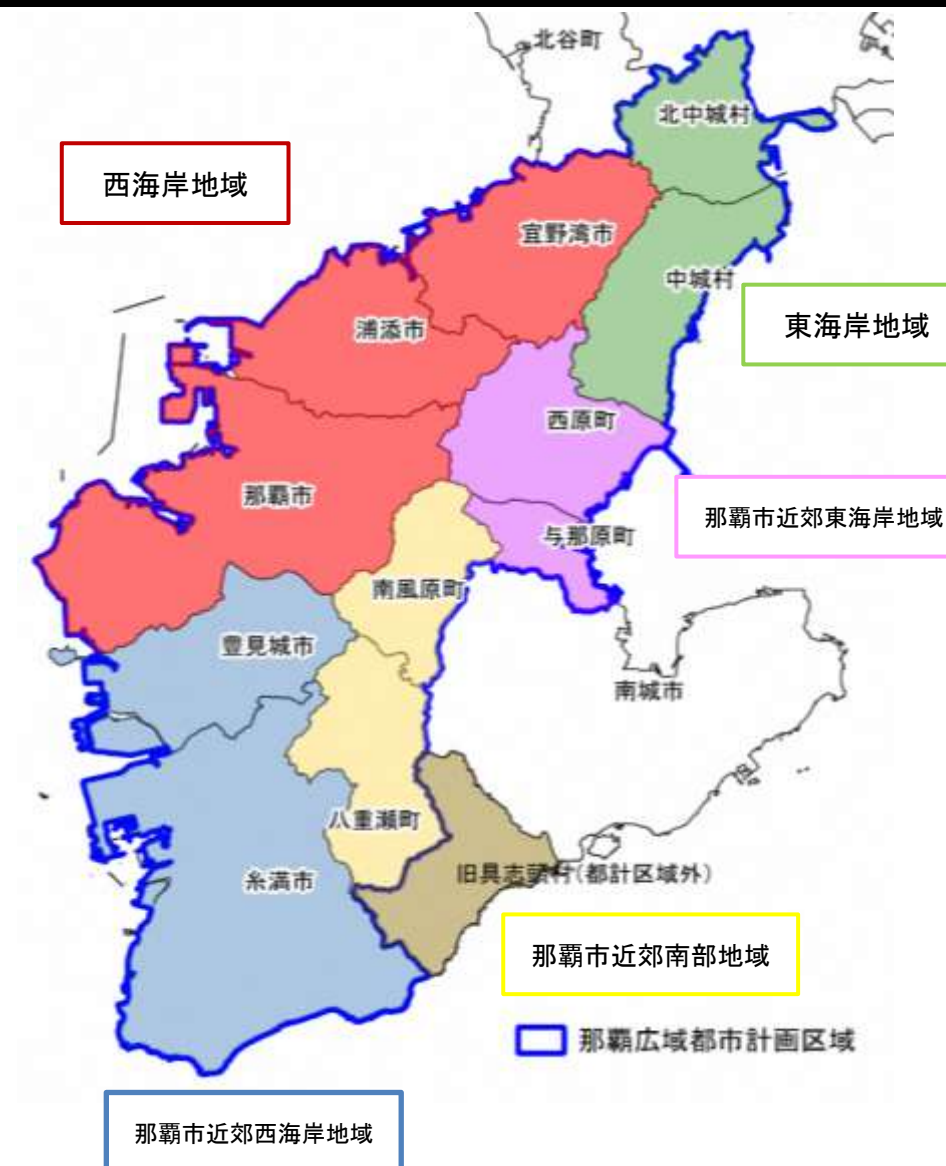 北谷町
北中城村
西海岸地域
宜野湾市
中城村
浦添市
東海岸地域
西原町
那覇市
那覇市近郊東海岸地域
与那原町
南風原町
豊見城市
南城市
八重瀬町
糸満市
旧具志頭村(都計区域外)
那覇市近郊南部地域
那覇広域都市計画区域
那覇市近郊西海岸地域